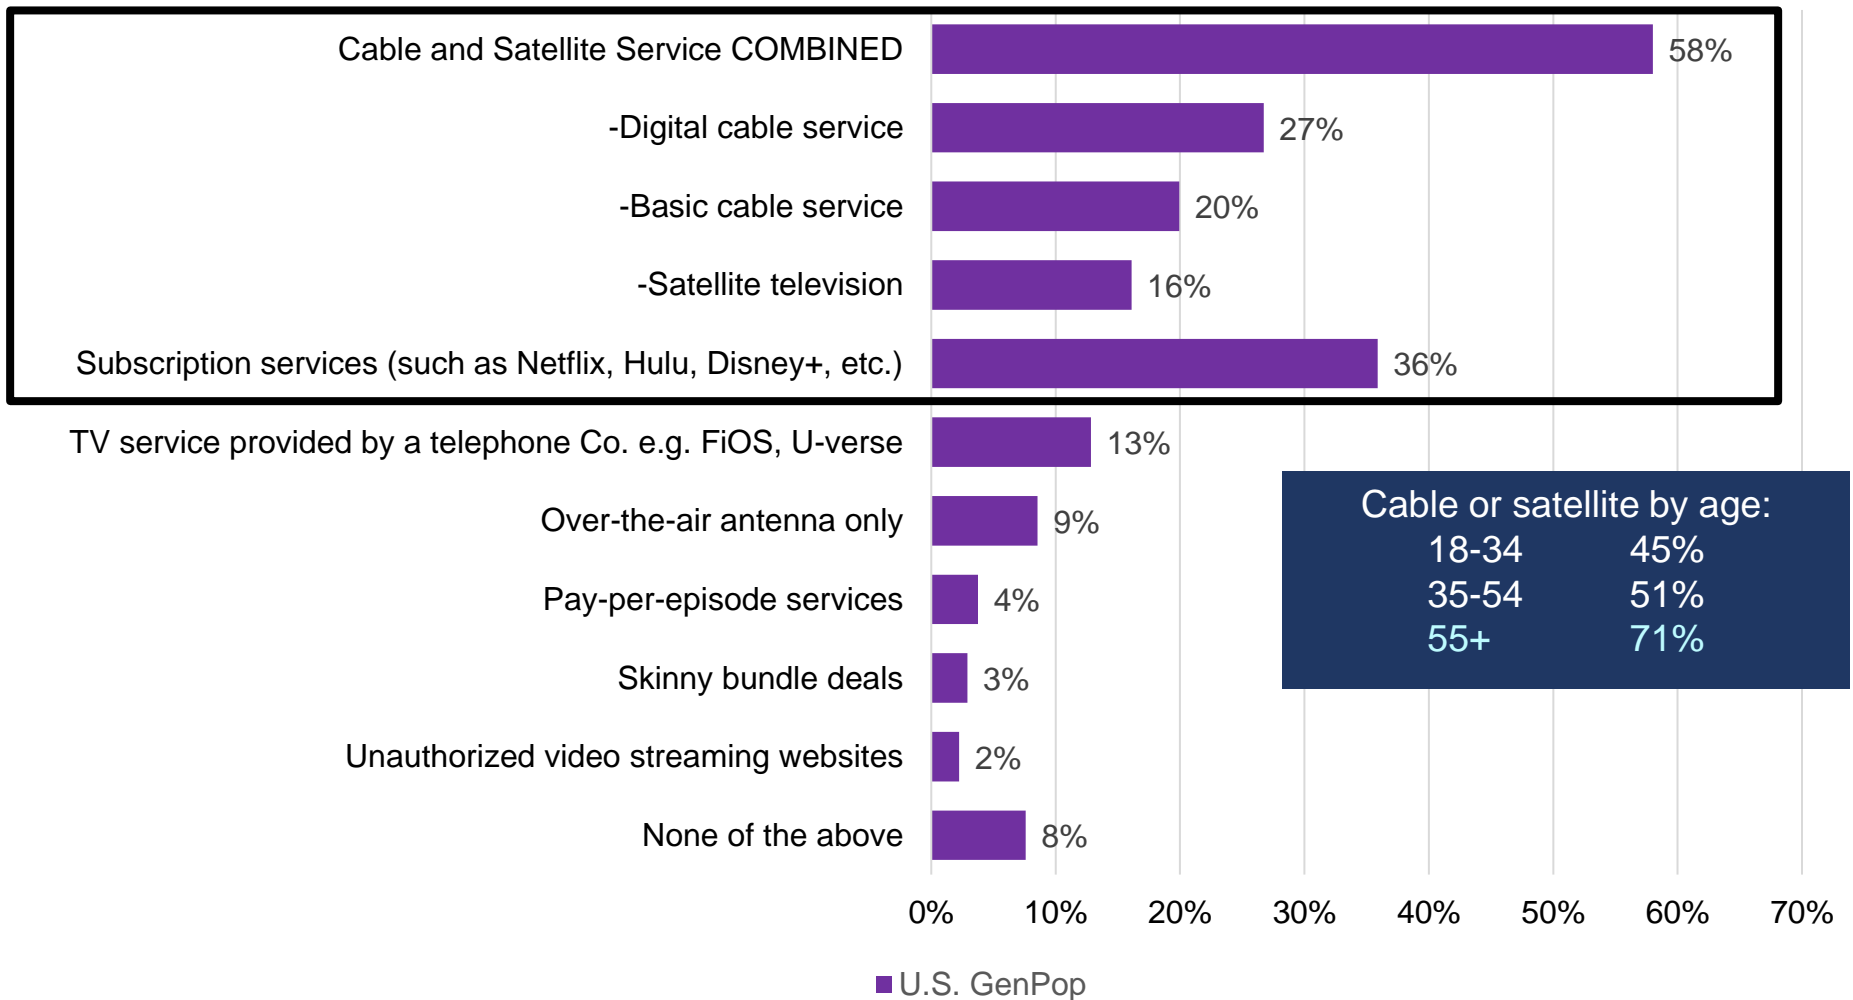 Cable and Satellite Service COMBINED 58%
-Digital cable service 27%
-Basic cable service 20%
-Satellite television 16%
Subscription services (such as Netflix, Hulu, Disney+, etc.) 36%
TV service provided by a telephone Co. e.g. FiOS, U-verse 13%
Over-the-air antenna only 9%
Pay-per-episode services 4%
Skinny bundle deals 3%
Unauthorized video streaming websites 2%
None of the above 8%
Cable or satellite by age:
18-34 45%
35-54 51%
55+ 71%
0% 10% 20% 30% 40% 50% 60% 70%
U.S. GenPop